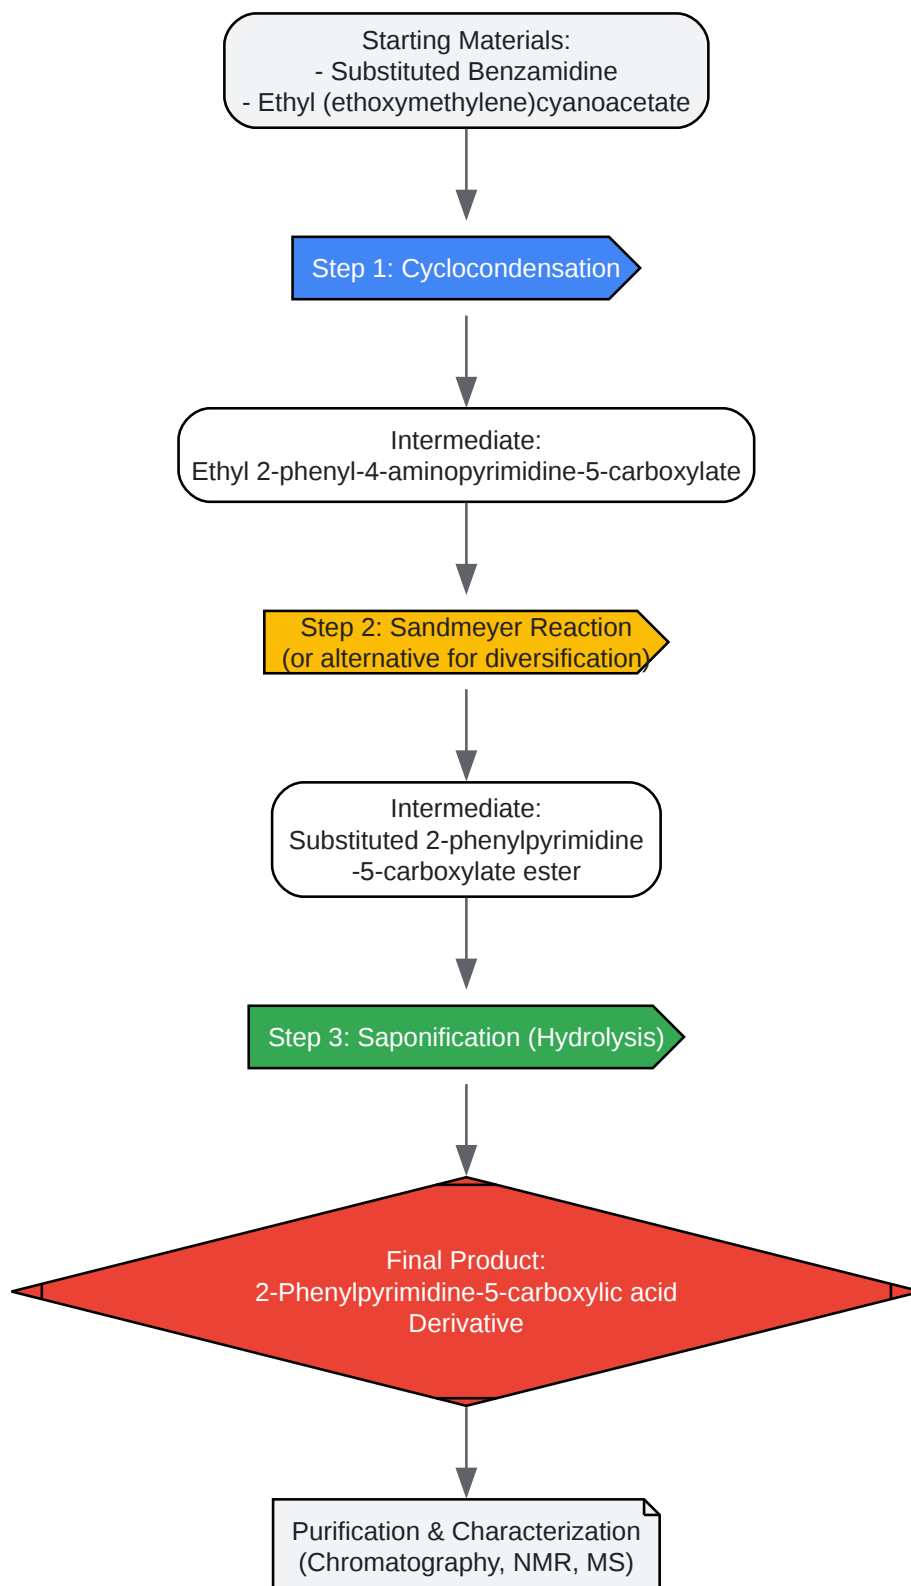 Starting Materials:
- Substituted Benzamidine
- Ethyl (ethoxymethylene)cyanoacetate
Step 1: Cyclocondensation
Intermediate:
Ethyl 2-phenyl-4-aminopyrimidine-5-carboxylate
Step 2: Sandmeyer Reaction
(or alternative for diversification)
Intermediate:
Substituted 2-phenylpyrimidine
-5-carboxylate ester
Step 3: Saponification (Hydrolysis)
Final Product:
2-Phenylpyrimidine-5-carboxylic acid
Derivative
Purification & Characterization
(Chromatography, NMR, MS)